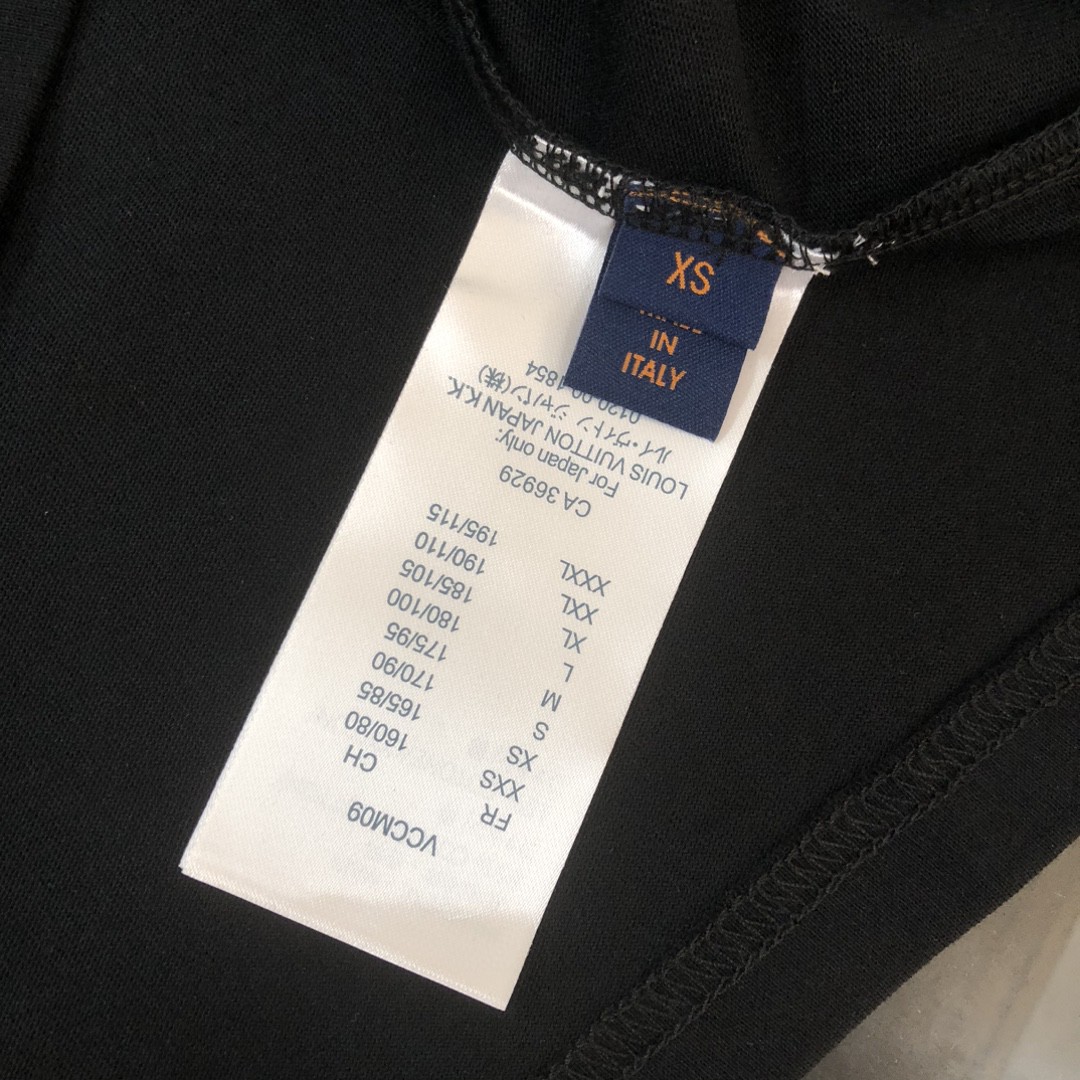 XS
IN
ITALY
VCCM09
FR CH
XXS 160/80
XS 165/85
S 170/90
M 175/95
L 180/100
XL 185/105
XXL 190/110
XXXL 195/115
CA 36929
For Japan only:
LOUIS VUITTON JAPAN K.K.
ルイ・ヴィトン ジャパン(株)
1854